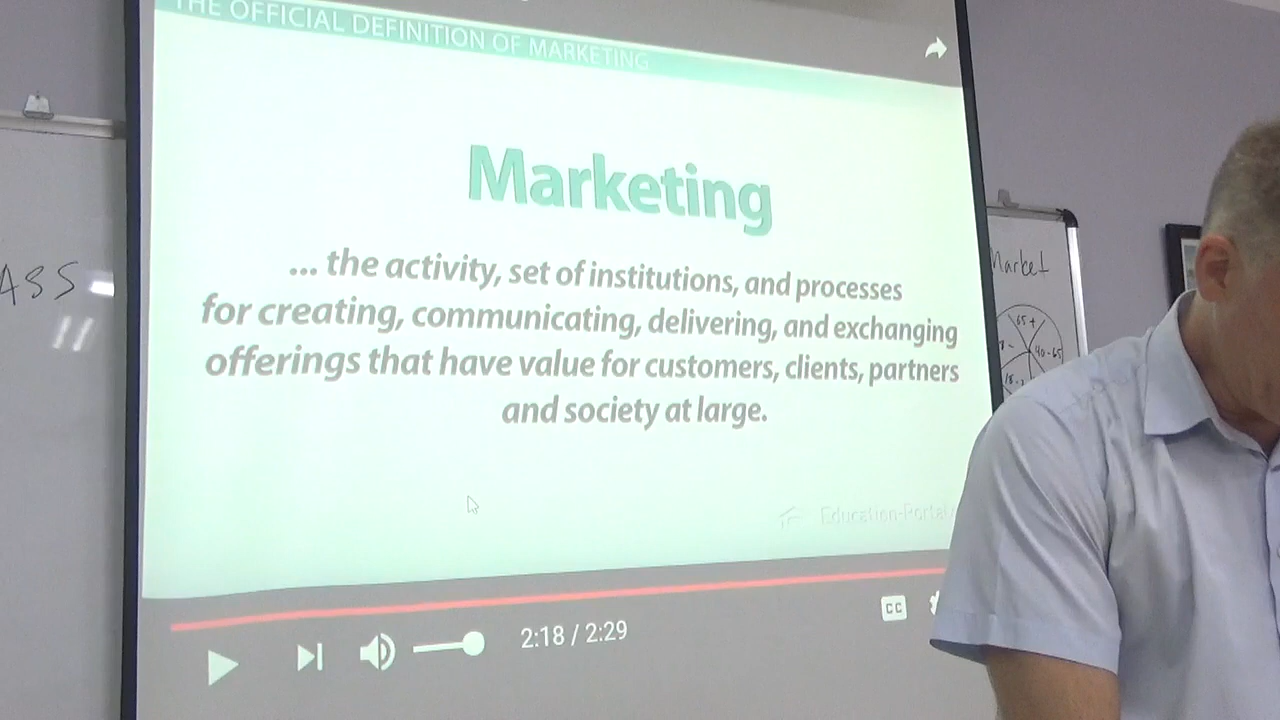 THE OFFICIAL DEFINITION OF MARKETING
Marketing
... the activity, set of institutions, and processes
for creating, communicating, delivering, and exchanging
offerings that have value for customers, clients, partners
and society at large.
Education-Portal
2:18 / 2:29
CC
ASS
Market
65+
40-65